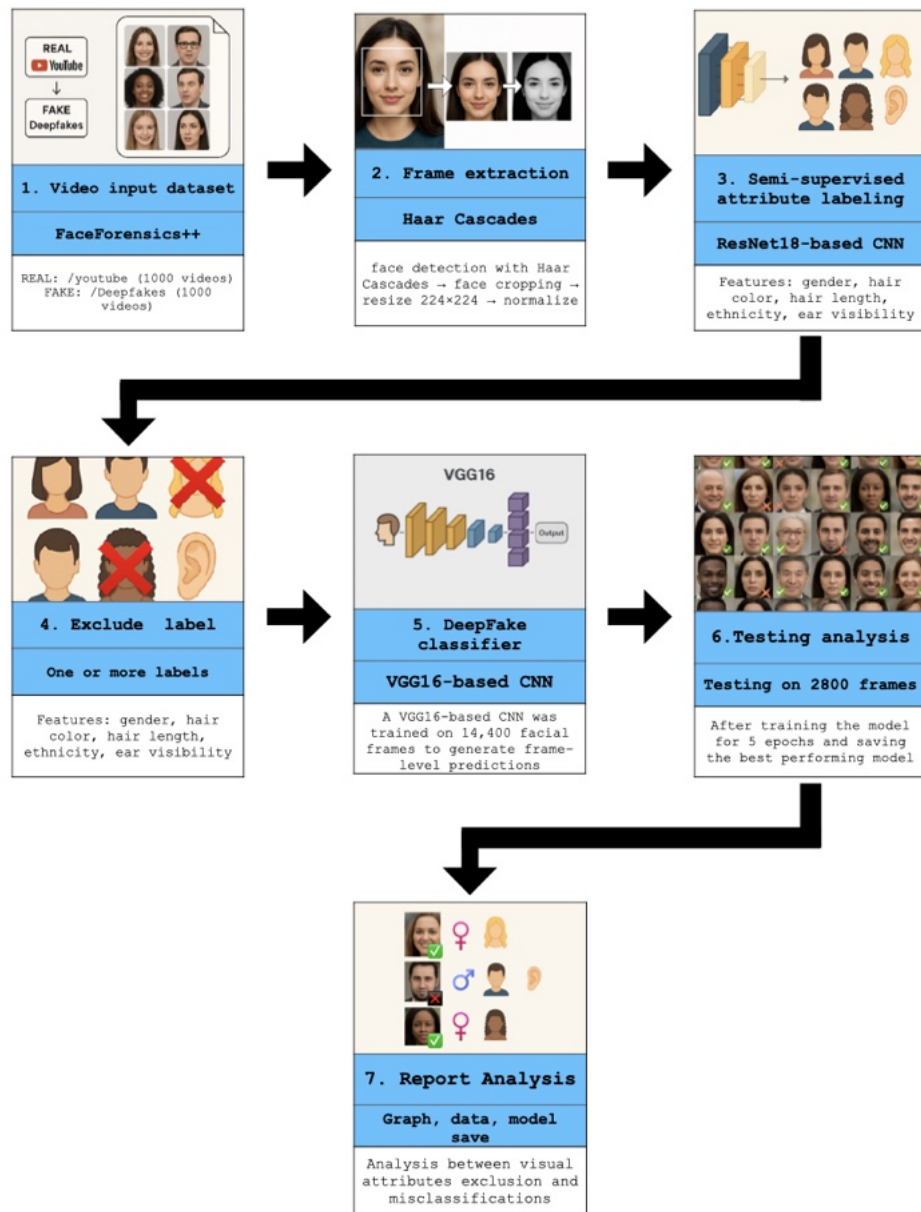 REAL
YouTube
FAKE
Deepfakes
1. Video input dataset
FaceForensics++
REAL: /youtube (1000 videos)
FAKE: /Deepfakes (1000
videos)
2. Frame extraction
Haar Cascades
face detection with Haar
Cascades → face cropping →
resize 224×224 → normalize
3. Semi-supervised
attribute labeling
ResNet18-based CNN
Features: gender, hair
color, hair length,
ethnicity, ear visibility
4. Exclude label
One or more labels
Features: gender, hair
color, hair length,
ethnicity, ear visibility
VGG16
Output
5. DeepFake
classifier
VGG16-based CNN
A VGG16-based CNN was
trained on 14,400 facial
frames to generate frame-
level predictions
6.Testing analysis
Testing on 2800 frames
After training the model
for 5 epochs and saving
the best performing model
7. Report Analysis
Graph, data, model
save
Analysis between visual
attributes exclusion and
misclassifications